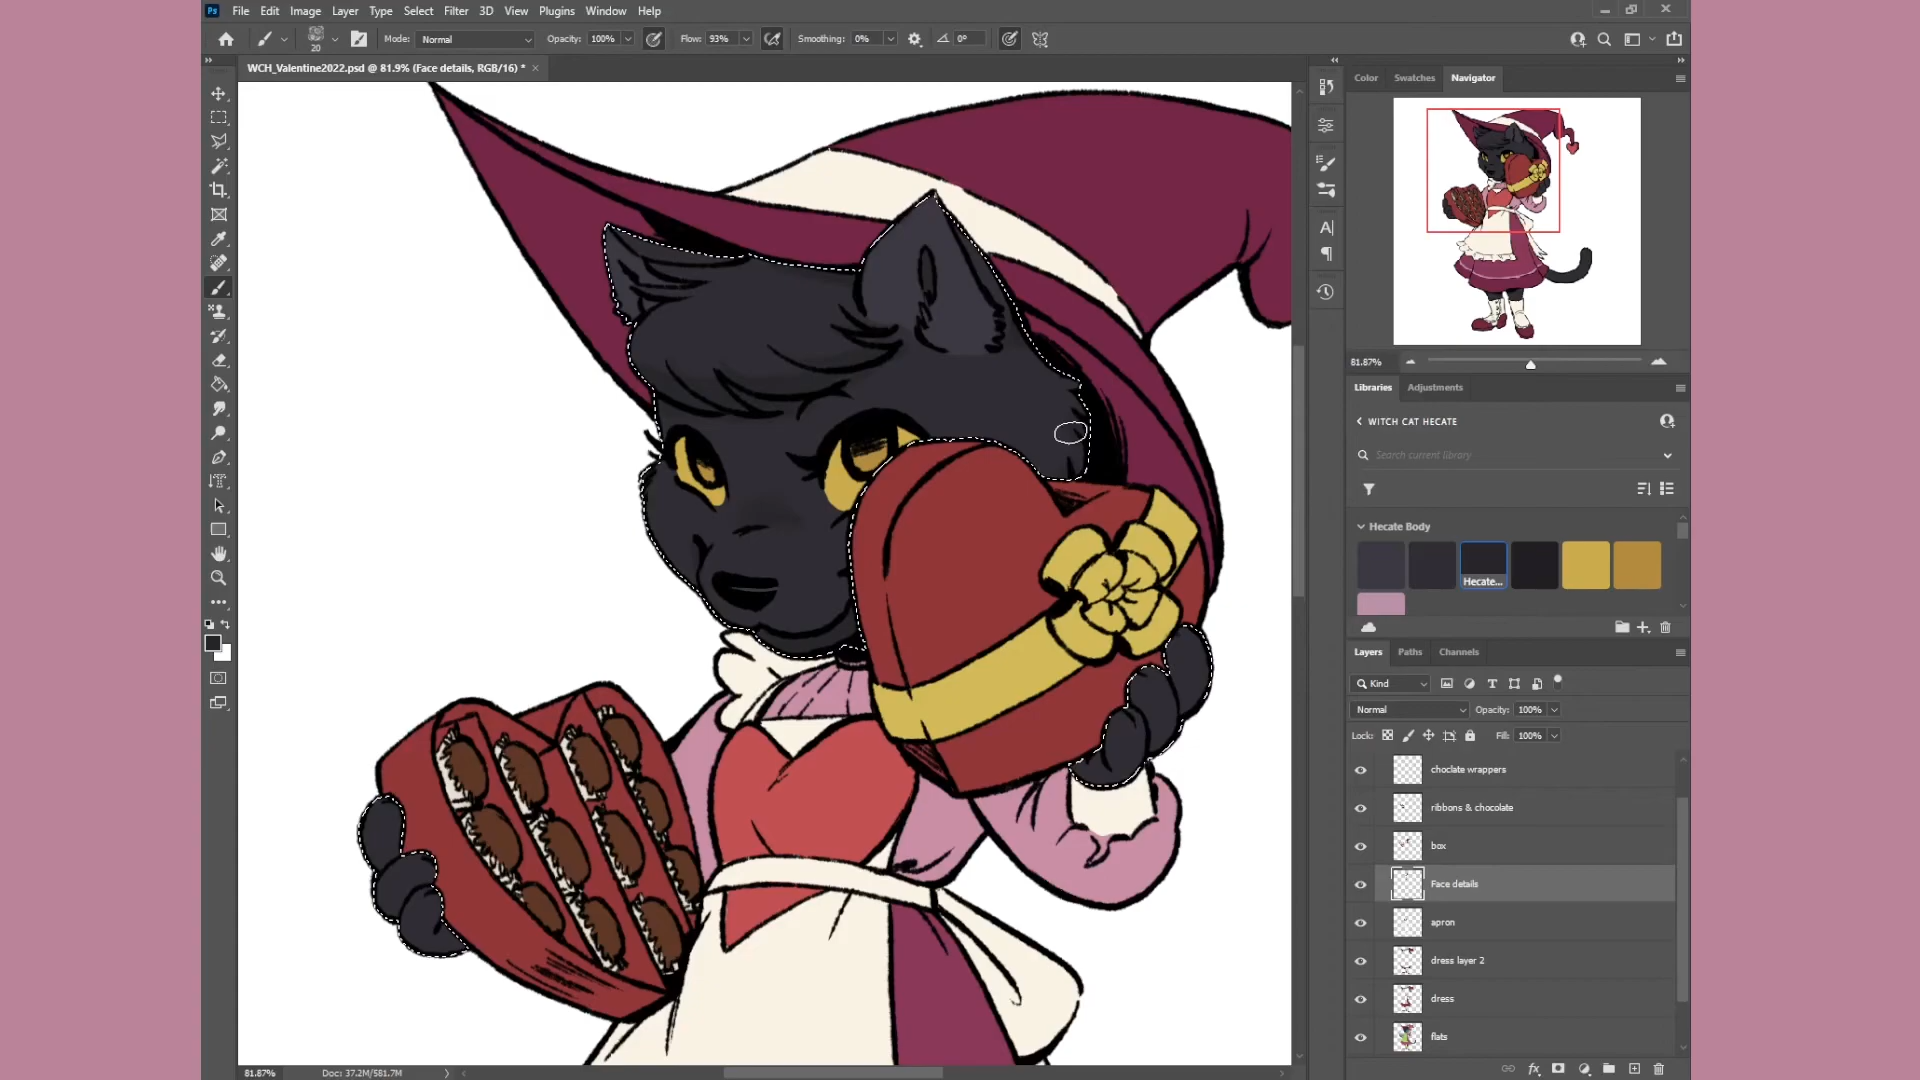 Ps File Edit Image Layer Type Select Filter 3D View Plugins Window Help
20 Mode: Normal Opacity: 100% Flow: 93% Smoothing: 0% 0°
WCH_Valentine2022.psd @ 81.9% (Face details, RGB/16) *
Color Swatches Navigator
81.87%
Libraries Adjustments
WITCH CAT HECATE
Search current library
Hecate Body
Hecate...
Layers Paths Channels
Kind
Normal Opacity: 100%
Lock: Fill: 100%
choclate wrappers
ribbons & chocolate
box
Face details
apron
dress layer 2
dress
flats
81.87% Doc: 37.2M/581.7M